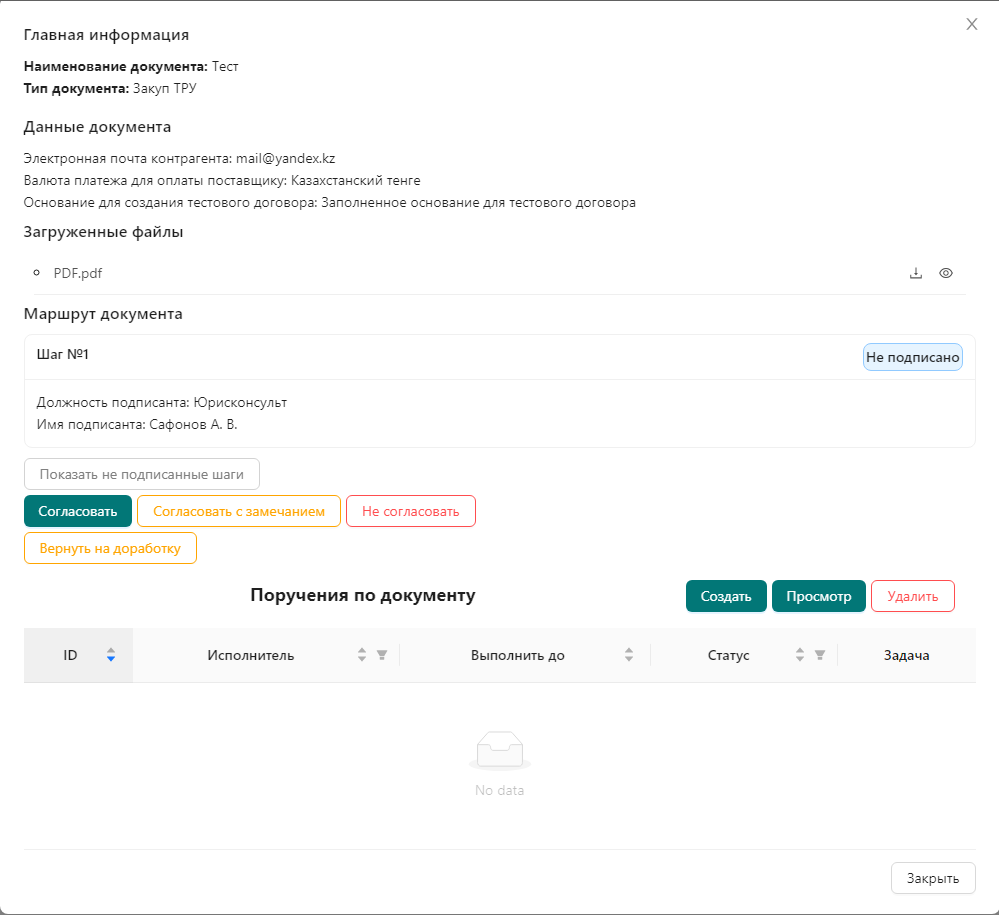 Главная информация
Наименование документа: Тест
Тип документа: Закуп ТРУ
Данные документа
Электронная почта контрагента: mail@yandex.kz
Валюта платежа для оплаты поставщику: Казахстанский тенге
Основание для создания тестового договора: Заполненное основание для тестового договора
Загруженные файлы
PDF.pdf
Маршрут документа
Шаг №1 Не подписано
Должность подписанта: Юрисконсульт
Имя подписанта: Сафонов А. В.
Показать не подписанные шаги
Согласовать Согласовать с замечанием Не согласовать
Вернуть на доработку
Поручения по документу Создать Просмотр Удалить
ID Исполнитель Выполнить до Статус Задача
No data
Закрыть